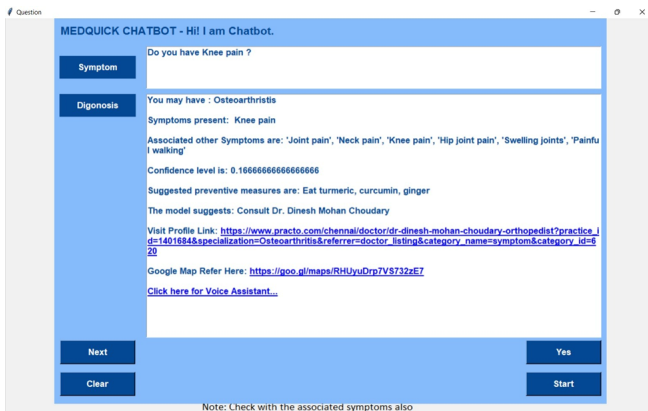 Question
MEDQUICK CHATBOT - Hi! I am Chatbot.
Symptom
Do you have Knee pain ?
Digonosis
You may have : Osteoarthristis
Symptoms present:  Knee pain
Associated other Symptoms are: 'Joint pain', 'Neck pain', 'Knee pain', 'Hip joint pain', 'Swelling joints', 'Painfu
l walking'
Confidence level is: 0.16666666666666666
Suggested preventive measures are: Eat turmeric, curcumin, ginger
The model suggests: Consult Dr. Dinesh Mohan Choudary
Visit Profile Link: https://www.practo.com/chennai/doctor/dr-dinesh-mohan-choudary-orthopedist?practice_i
d=1401684&specialization=Osteoarthritis&referrer=doctor_listing&category_name=symptom&category_id=6
20
Google Map Refer Here: https://goo.gl/maps/RHUyuDrp7VS732zE7
Click here for Voice Assistant...
Next
Yes
Clear
Start
Note: Check with the associated symptoms also